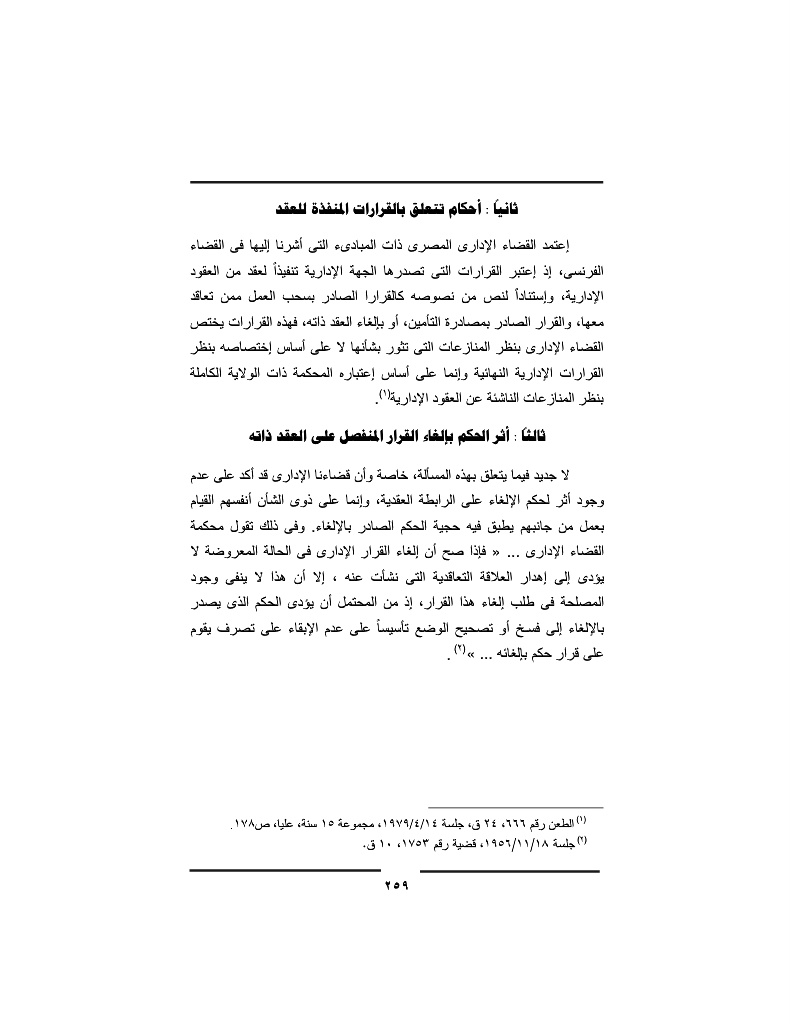 ثانياً : أحكام تتعلق بالقرارات المنفذة للعقد
إعتمد القضاء الإدارى المصرى ذات المبادىء التى أشرنا إليها فى القضاء
الفرنسى، إذ إعتبر القرارات التى تصدرها الجهة الإدارية تنفيذاً لعقد من العقود
الإدارية، وإستناداً لنص من نصوصه كالقرارا الصادر بسحب العمل ممن تعاقد
معها، والقرار الصادر بمصادرة التأمين، أو بإلغاء العقد ذاته، فهذه القرارات يختص
القضاء الإدارى بنظر المنازعات التى تثور بشأنها لا على أساس إختصاصه بنظر
القرارات الإدارية النهائية وإنما على أساس إعتباره المحكمة ذات الولاية الكاملة
بنظر المنازعات الناشئة عن العقود الإدارية(١).
ثالثاً : أثر الحكم بإلغاء القرار المنفصل على العقد ذاته
لا جديد فيما يتعلق بهذه المسألة، خاصة وأن قضاءنا الإدارى قد أكد على عدم
وجود أثر لحكم الإلغاء على الرابطة العقدية، وإنما على ذوى الشأن أنفسهم القيام
بعمل من جانبهم يطبق فيه حجية الحكم الصادر بالإلغاء. وفى ذلك تقول محكمة
القضاء الإدارى ... « فإذا صح أن إلغاء القرار الإدارى فى الحالة المعروضة لا
يؤدى إلى إهدار العلاقة التعاقدية التى نشأت عنه ، إلا أن هذا لا ينفى وجود
المصلحة فى طلب إلغاء هذا القرار، إذ من المحتمل أن يؤدى الحكم الذى يصدر
بالإلغاء إلى فسخ أو تصحيح الوضع تأسيساً على عدم الإبقاء على تصرف يقوم
على قرار حكم بإلغائه ... »(٢) .
(١) الطعن رقم ٦٦٦، ٢٤ ق، جلسة ١٩٧٩/٤/١٤، مجموعة ١٥ سنة، عليا، ص١٧٨.
(٢) جلسة ١٩٥٦/١١/١٨، قضية رقم ١٧٥٣، ١٠ ق.
٢٥٩